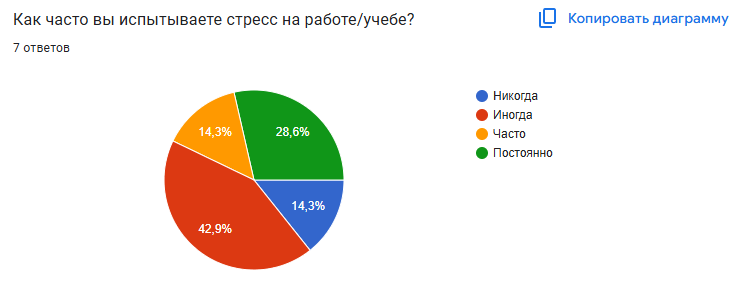 Как часто вы испытываете стресс на работе/учебе?
Копировать диаграмму
7 ответов
Никогда
Иногда
Часто
Постоянно
14,3%
28,6%
14,3%
42,9%